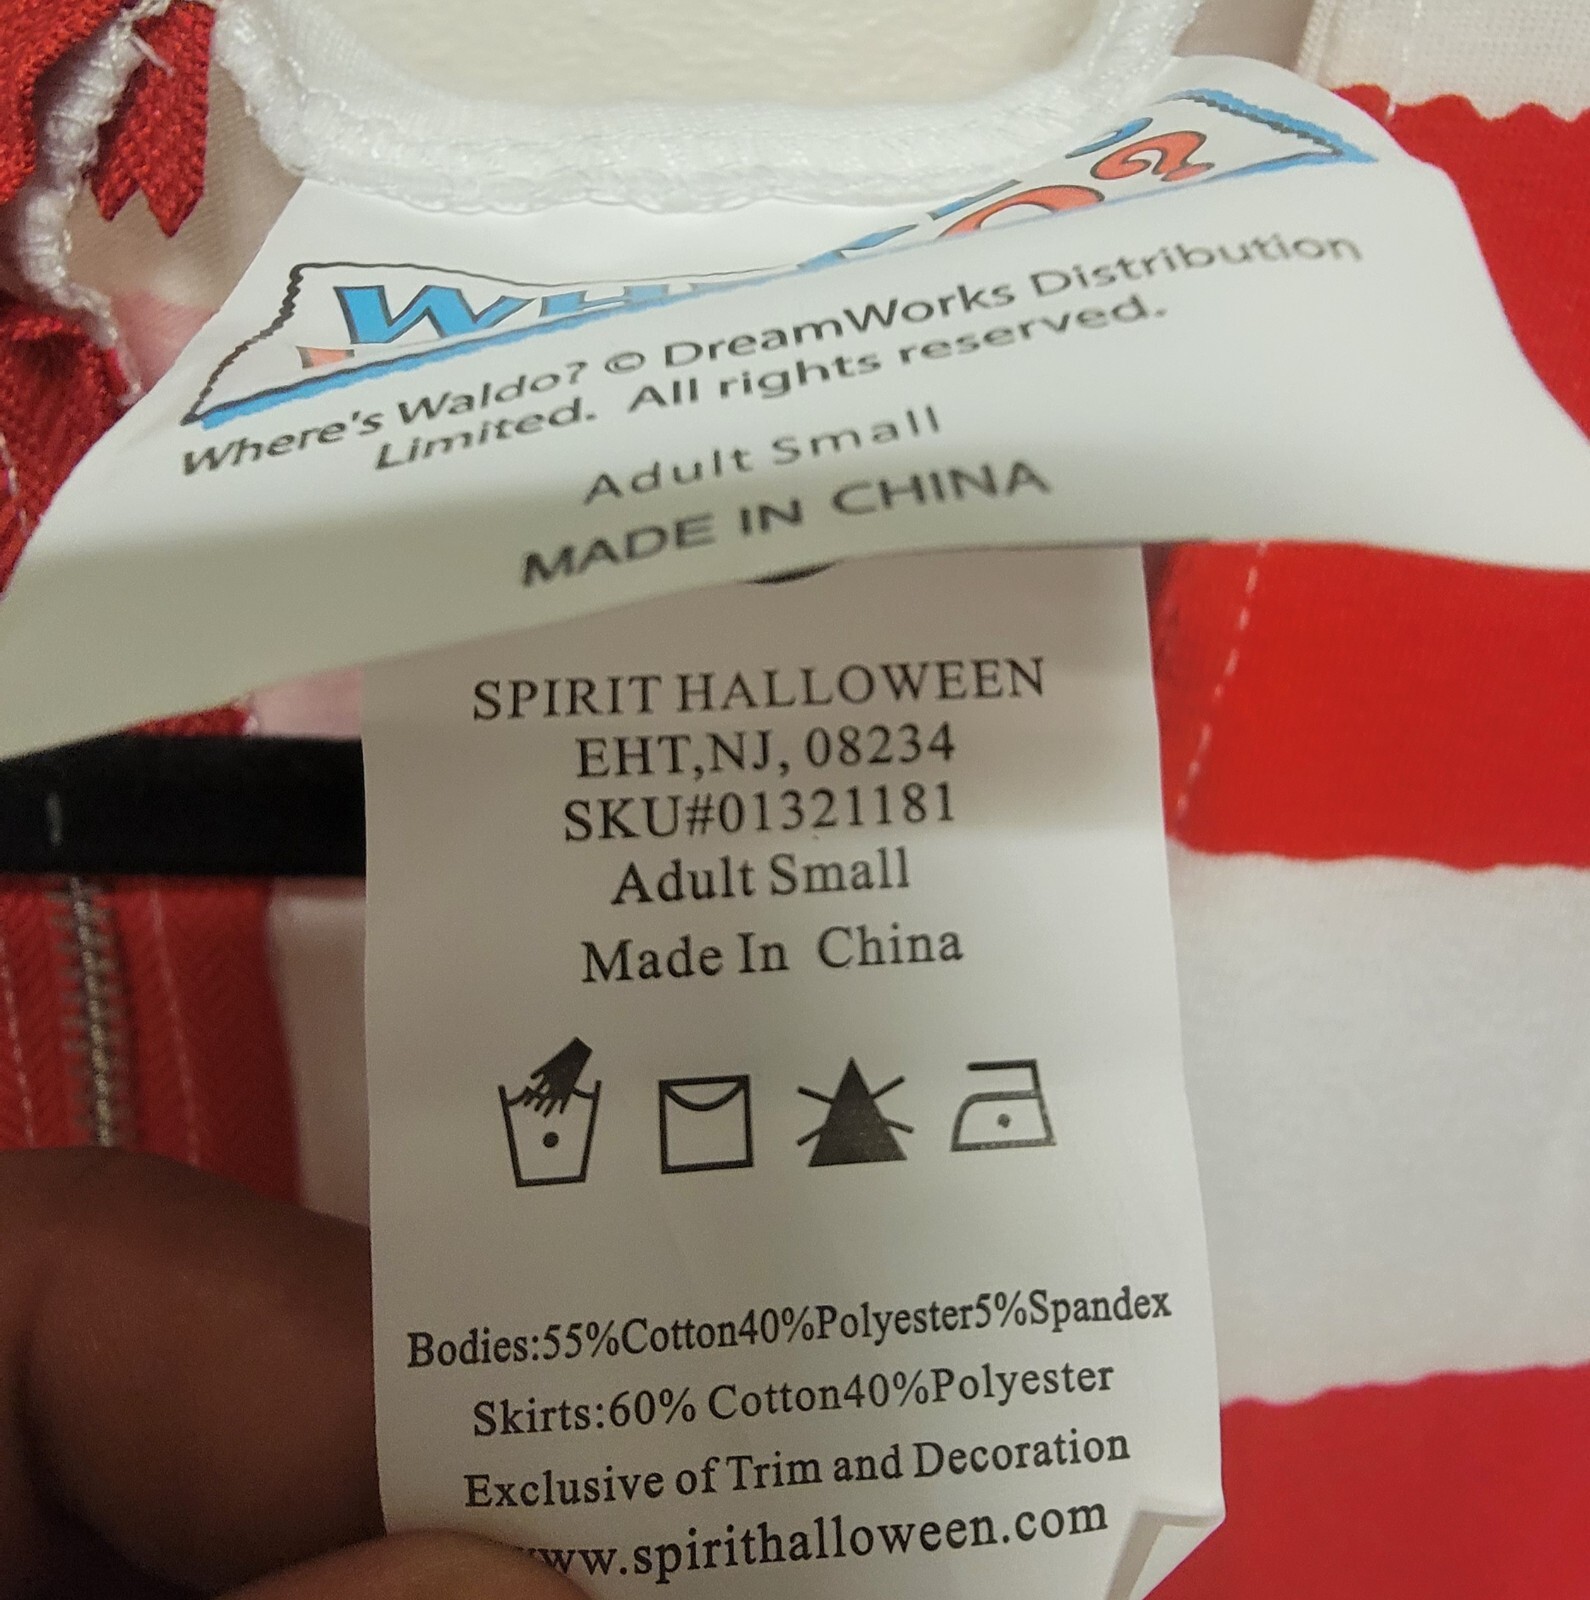 Where's Waldo? © DreamWorks Distribution
Limited. All rights reserved.
Adult Small
MADE IN CHINA
SPIRIT HALLOWEEN
EHT,NJ, 08234
SKU#01321181
Adult Small
Made In China
Bodies:55%Cotton40%Polyester5%Spandex
Skirts:60% Cotton40%Polyester
Exclusive of Trim and Decoration
www.spirithalloween.com